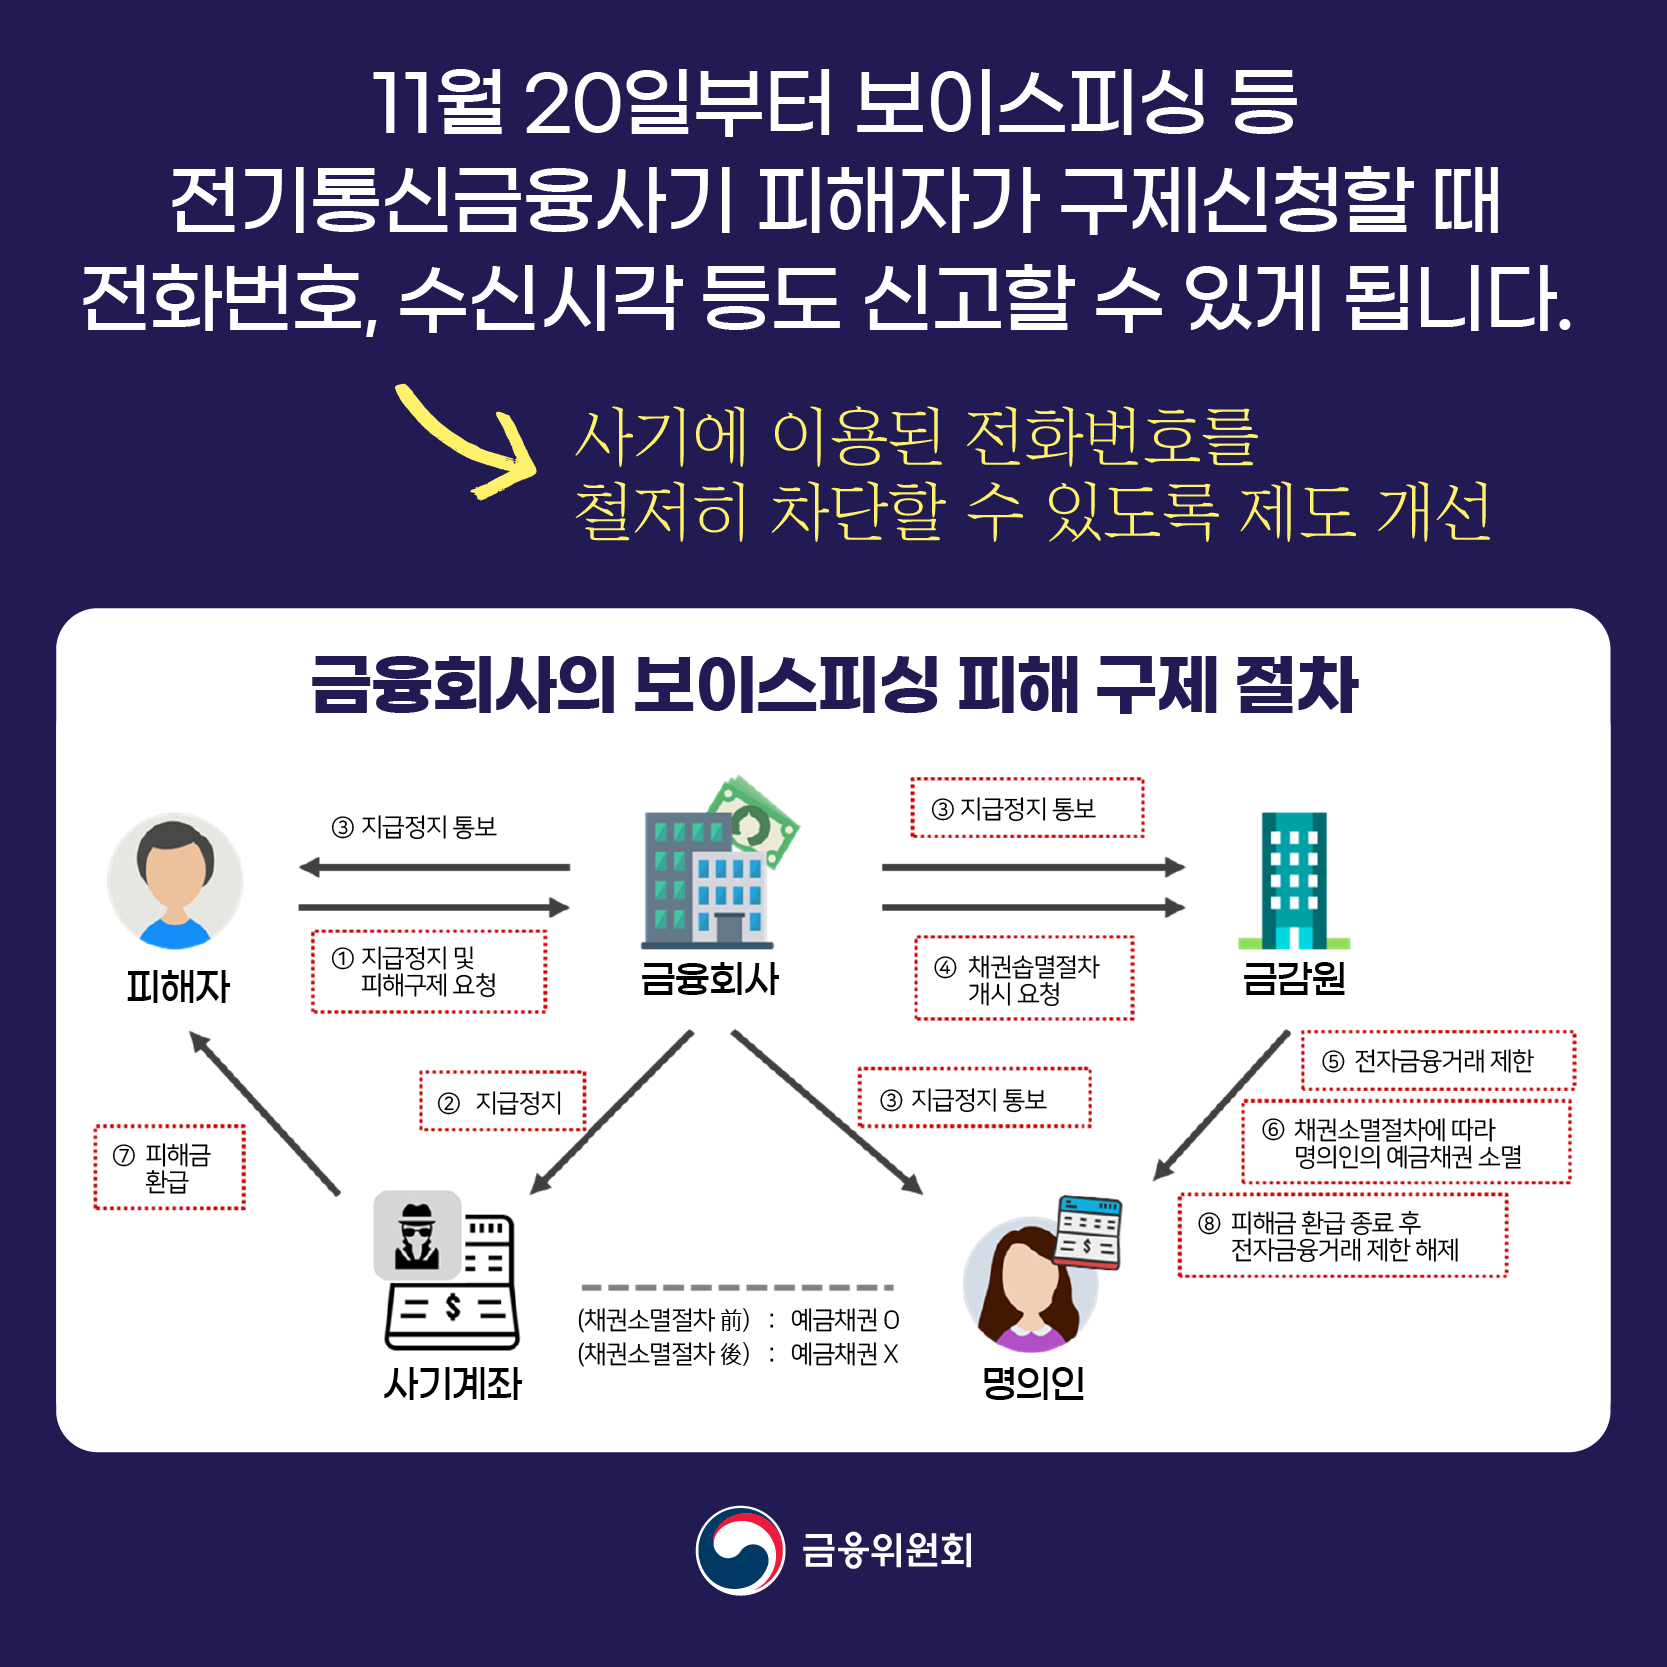 11월 20일부터 보이스피싱 등
전기통신금융사기 피해자가 구제신청할 때
전화번호, 수신시각 등도 신고할 수 있게 됩니다.
사기에 이용된 전화번호를
철저히 차단할 수 있도록 제도 개선
금융회사의 보이스피싱 피해 구제 절차
③ 지급정지 통보
③ 지급정지 통보
① 지급정지 및
피해구제 요청
④ 채권솝멸절차
개시 요청
피해자
금융회사
금감원
② 지급정지
③ 지급정지 통보
⑤ 전자금융거래 제한
⑥ 채권소멸절차에 따라
명의인의 예금채권 소멸
⑦ 피해금
환급
⑧ 피해금 환급 종료 후
전자금융거래 제한 해제
$
$
(채권소멸절차 前) : 예금채권 O
(채권소멸절차 後) : 예금채권 X
사기계좌
명의인
금융위원회